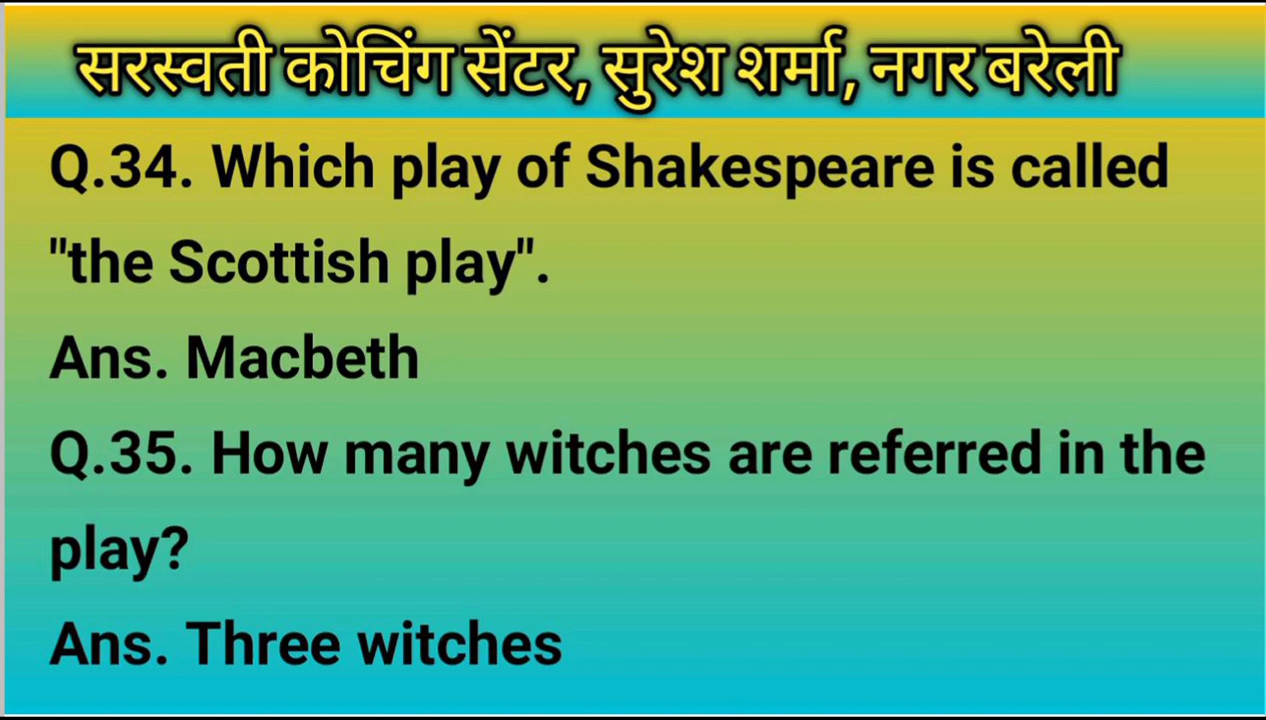 सरस्वती कोचिंग सेंटर, सुरेश शर्मा, नगर बरेली
Q.34. Which play of Shakespeare is called
"the Scottish play".
Ans. Macbeth
Q.35. How many witches are referred in the
play?
Ans. Three witches